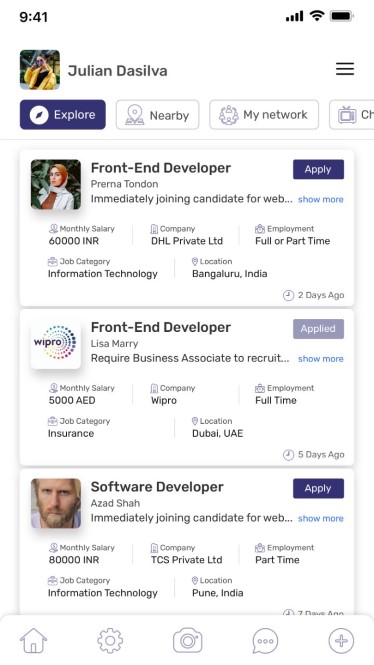 9:41
Julian Dasilva
Explore
Nearby
My network
Ch
Front-End Developer
Apply
Prerna Tondon
Immediately joining candidate for web... show more
Monthly Salary
Company
Employment
60000 INR
DHL Private Ltd
Full or Part Time
Job Category
Location
Information Technology
Bangaluru, India
2 Days Ago
wipro
Front-End Developer
Applied
Lisa Marry
Require Business Associate to recruit... show more
Monthly Salary
Company
Employment
5000 AED
Wipro
Full Time
Job Category
Location
Insurance
Dubai, UAE
5 Days Ago
Software Developer
Apply
Azad Shah
Immediately joining candidate for web... show more
Monthly Salary
Company
Employment
80000 INR
TCS Private Ltd
Part Time
Job Category
Location
Information Technology
Pune, India
7 Days Ago